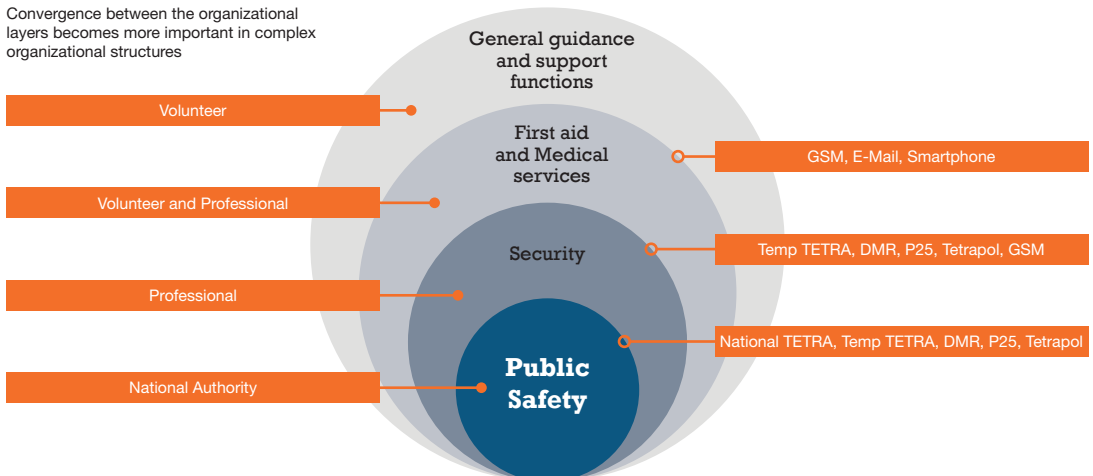 Convergence between the organizational
layers becomes more important in complex
organizational structures
General guidance
and support
functions
Volunteer
First aid
and Medical
services
GSM, E-Mail, Smartphone
Volunteer and Professional
Security
Temp TETRA, DMR, P25, Tetrapol, GSM
Professional
National TETRA, Temp TETRA, DMR, P25, Tetrapol
Public
Safety
National Authority